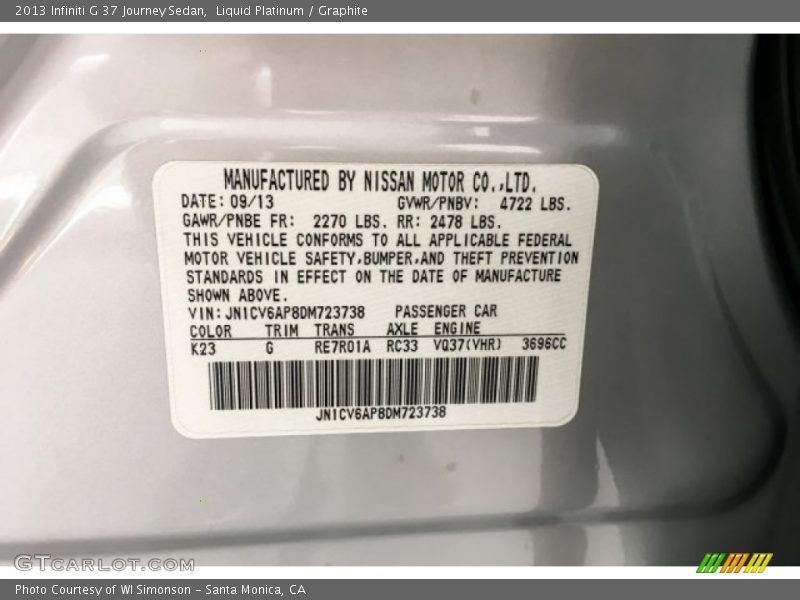 2013 Infiniti G 37 Journey Sedan, Liquid Platinum / Graphite
MANUFACTURED BY NISSAN MOTOR CO.,LTD.
DATE: 09/13 GVWR/PNBV: 4722 LBS.
GAWR/PNBE FR: 2270 LBS. RR: 2478 LBS.
THIS VEHICLE CONFORMS TO ALL APPLICABLE FEDERAL
MOTOR VEHICLE SAFETY,BUMPER,AND THEFT PREVENTION
STANDARDS IN EFFECT ON THE DATE OF MANUFACTURE
SHOWN ABOVE.
VIN: JN1CV6AP8DM723738 PASSENGER CAR
COLOR TRIM TRANS AXLE ENGINE
K23 G RE7R01A RC33 VQ37(VHR) 3696CC
JN1CV6AP8DM723738
GTCARLOT.COM
Photo Courtesy of WI Simonson - Santa Monica, CA